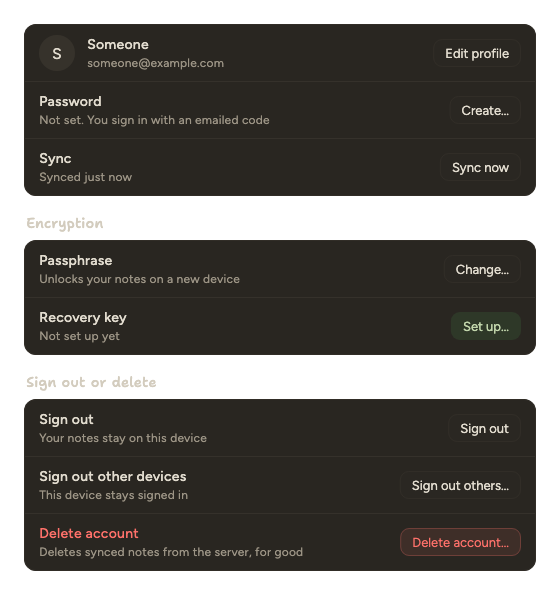 S
Someone
someone@example.com
Edit profile
Password
Not set. You sign in with an emailed code
Create…
Sync
Synced just now
Sync now
Encryption
Passphrase
Unlocks your notes on a new device
Change…
Recovery key
Not set up yet
Set up…
Sign out or delete
Sign out
Your notes stay on this device
Sign out
Sign out other devices
This device stays signed in
Sign out others…
Delete account
Deletes synced notes from the server, for good
Delete account…